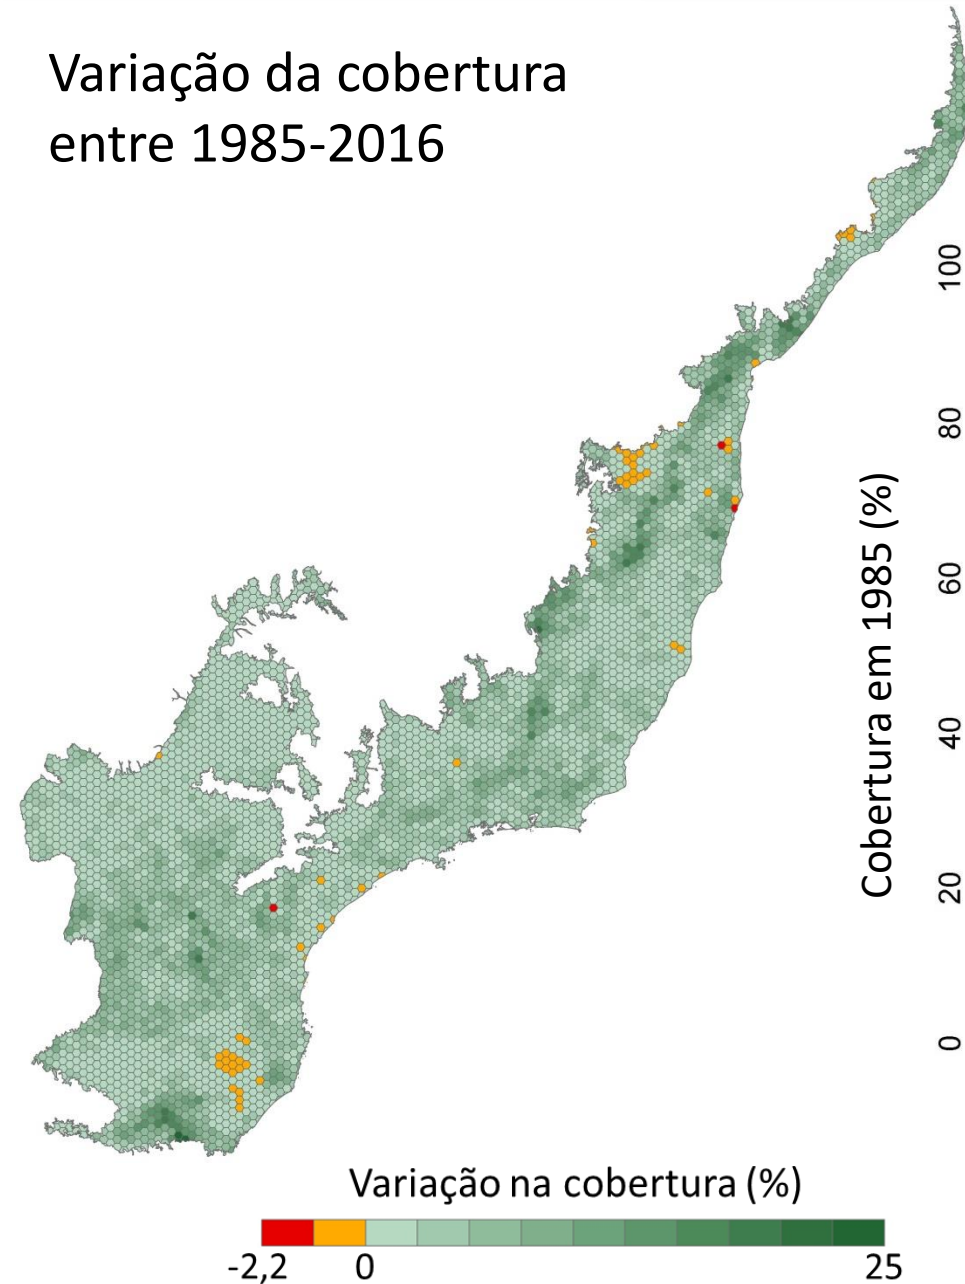 Variação da cobertura
entre 1985-2016
100
80
60
40
20
0
Cobertura em 1985 (%)
Variação na cobertura (%)
-2,2 0 25